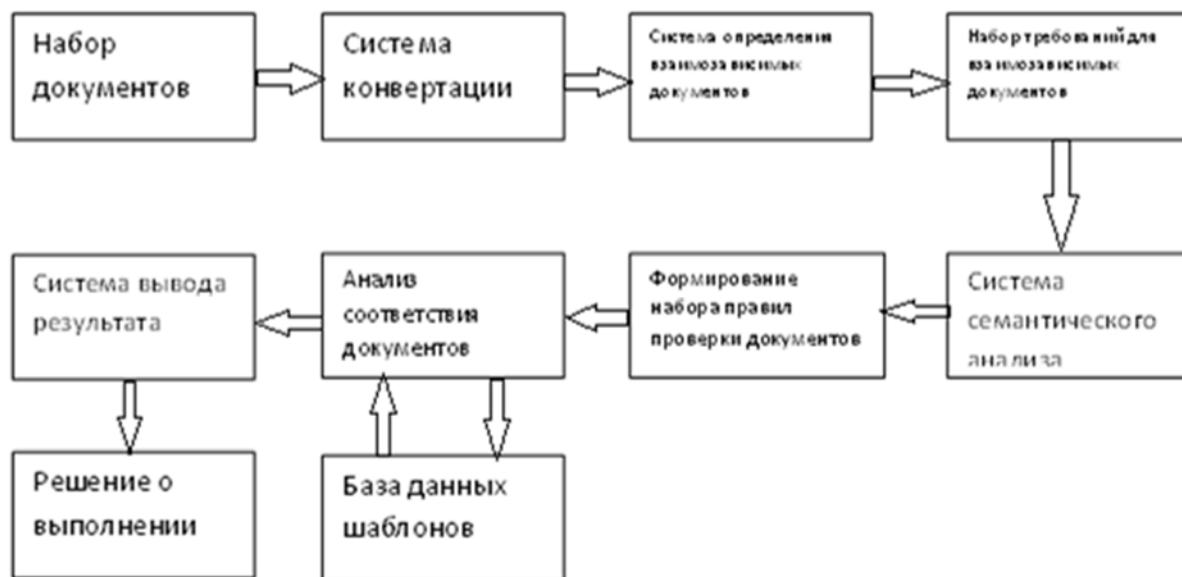 Набор
документов
Система
конвертации
Система определения
взаимозависимых
документов
Набор требований для
взаимозависимых
документов
Система вывода
результата
Анализ
соответствия
документов
Формирование
набора правил
проверки документов
Система
семантического
анализа
Решение о
выполнении
База данных
шаблонов